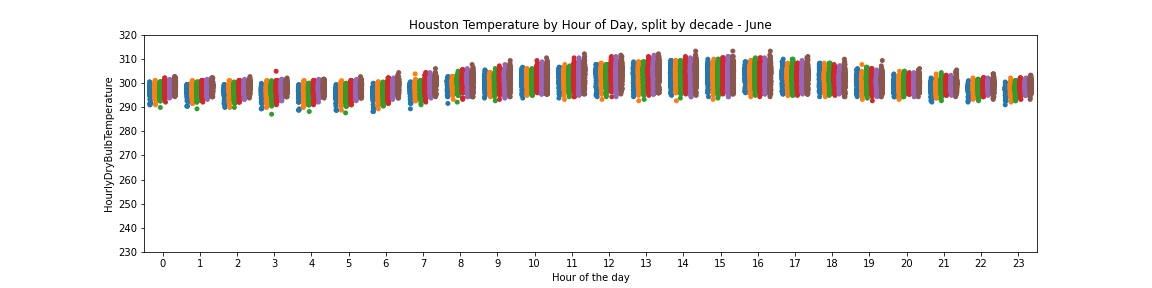 Houston Temperature by Hour of Day, split by decade - June
HourlyDryBulbTemperature
320
310
300
290
280
270
260
250
240
230
0 1 2 3 4 5 6 7 8 9 10 11 12 13 14 15 16 17 18 19 20 21 22 23
Hour of the day